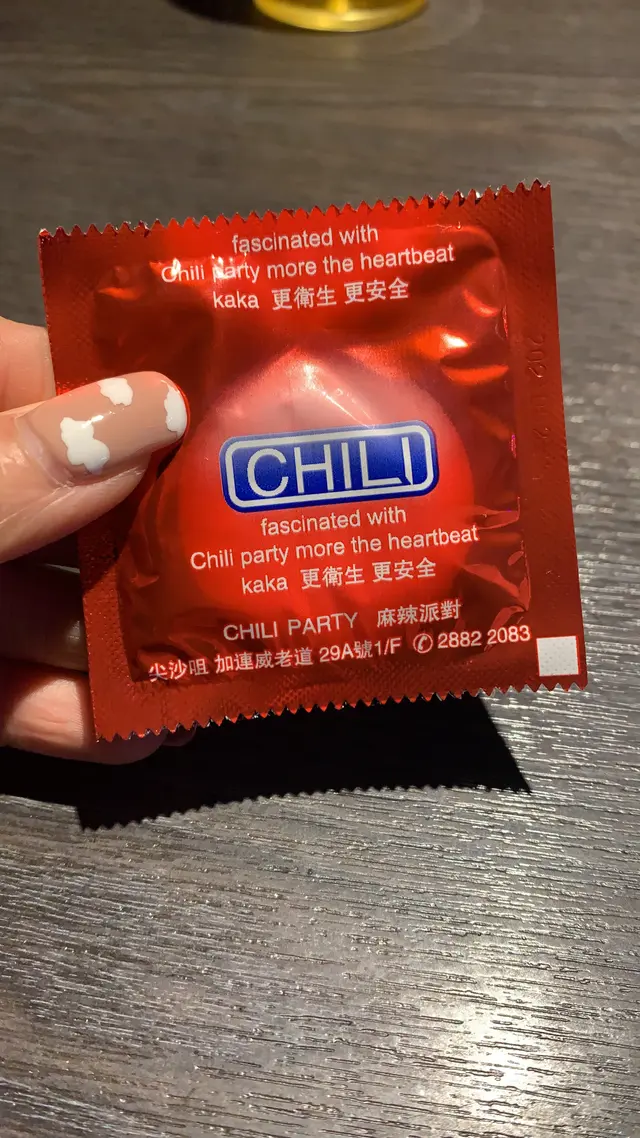 fascinated with
Chili party more the heartbeat
kaka 更衛生 更安全
CHILI
fascinated with
Chili party more the heartbeat
kaka 更衛生 更安全
CHILI PARTY 麻辣派對
尖沙咀 加連威老道 29A號1/F ✆ 2882 2083